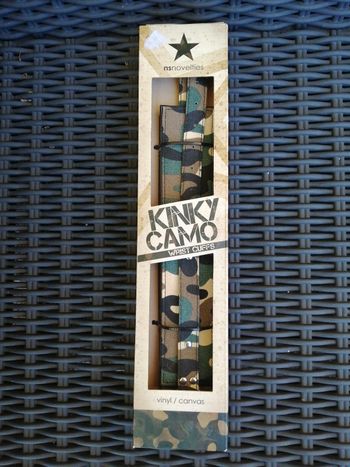 nsnovelties
KINKY
CAMO
WRIST CUFFS
vinyl / canvas